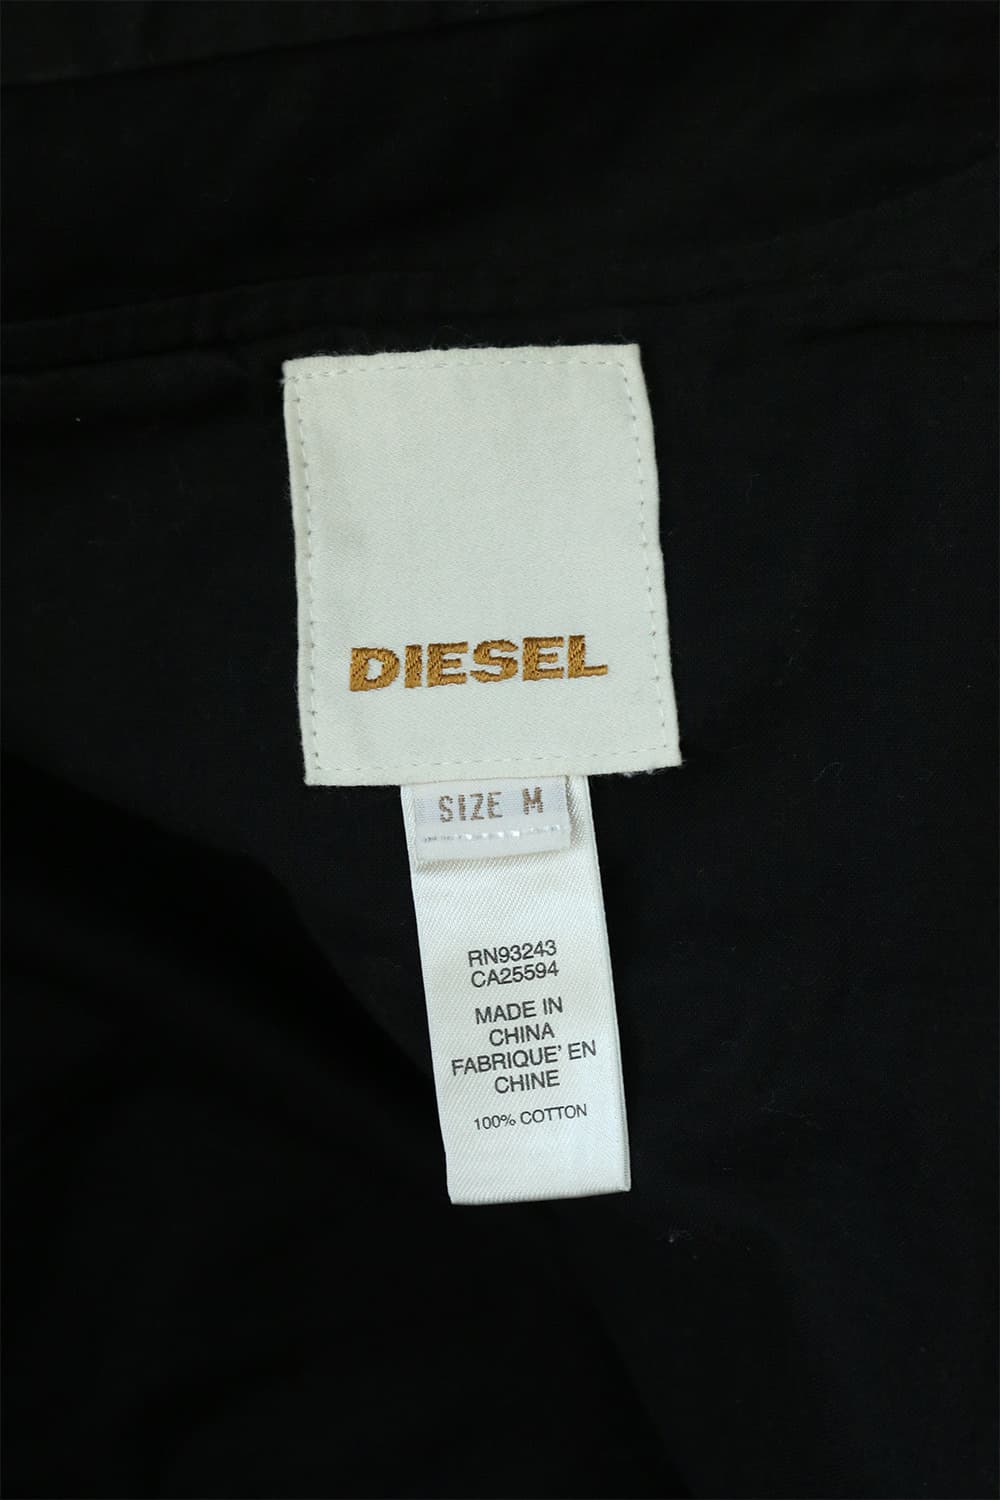 DIESEL
SIZE M
RN93243
CA25594
MADE IN
CHINA
FABRIQUE' EN
CHINE
100% COTTON